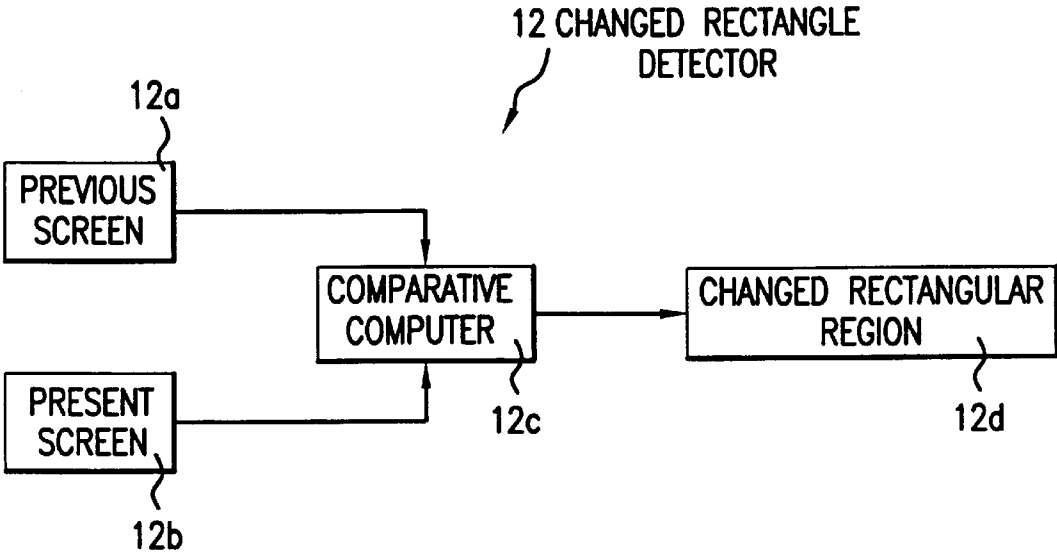 12 CHANGED RECTANGLE
DETECTOR
12a
PREVIOUS
SCREEN
COMPARATIVE
COMPUTER
12c
CHANGED RECTANGULAR
REGION
12d
PRESENT
SCREEN
12b